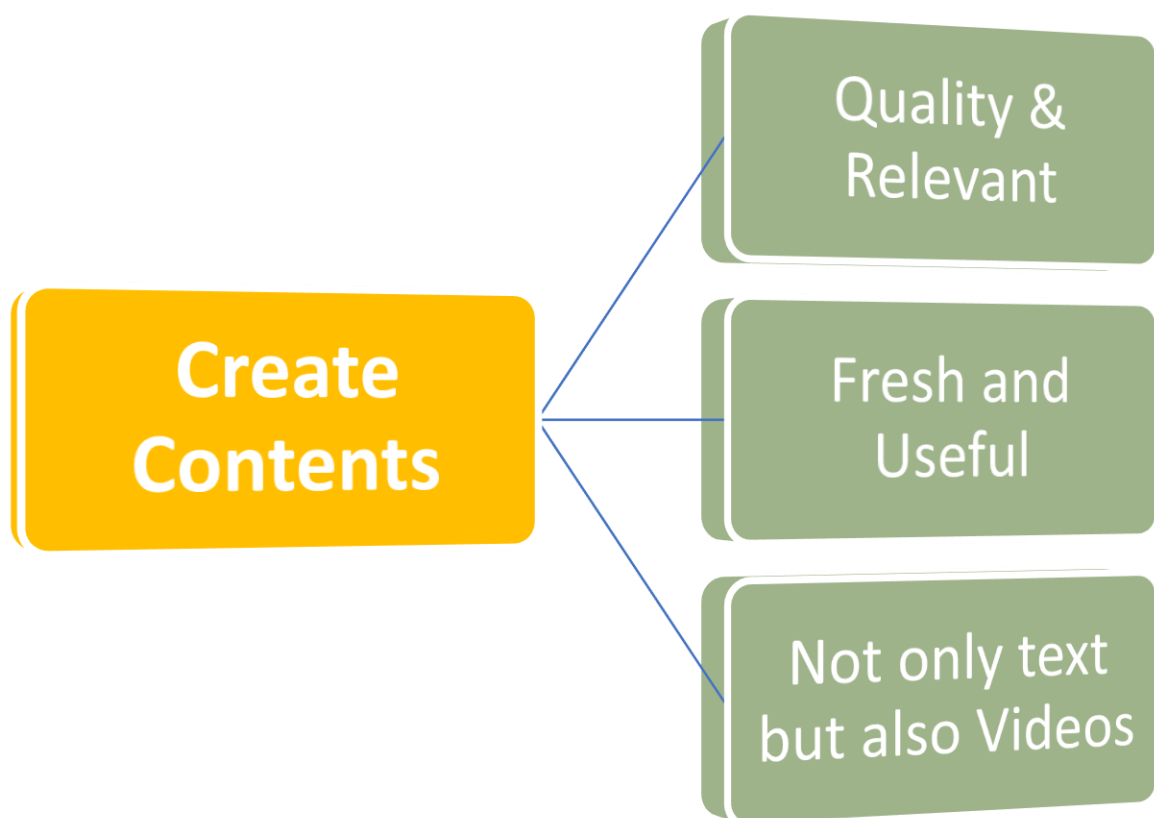 Create
Contents
Quality &
Relevant
Fresh and
Useful
Not only text
but also Videos